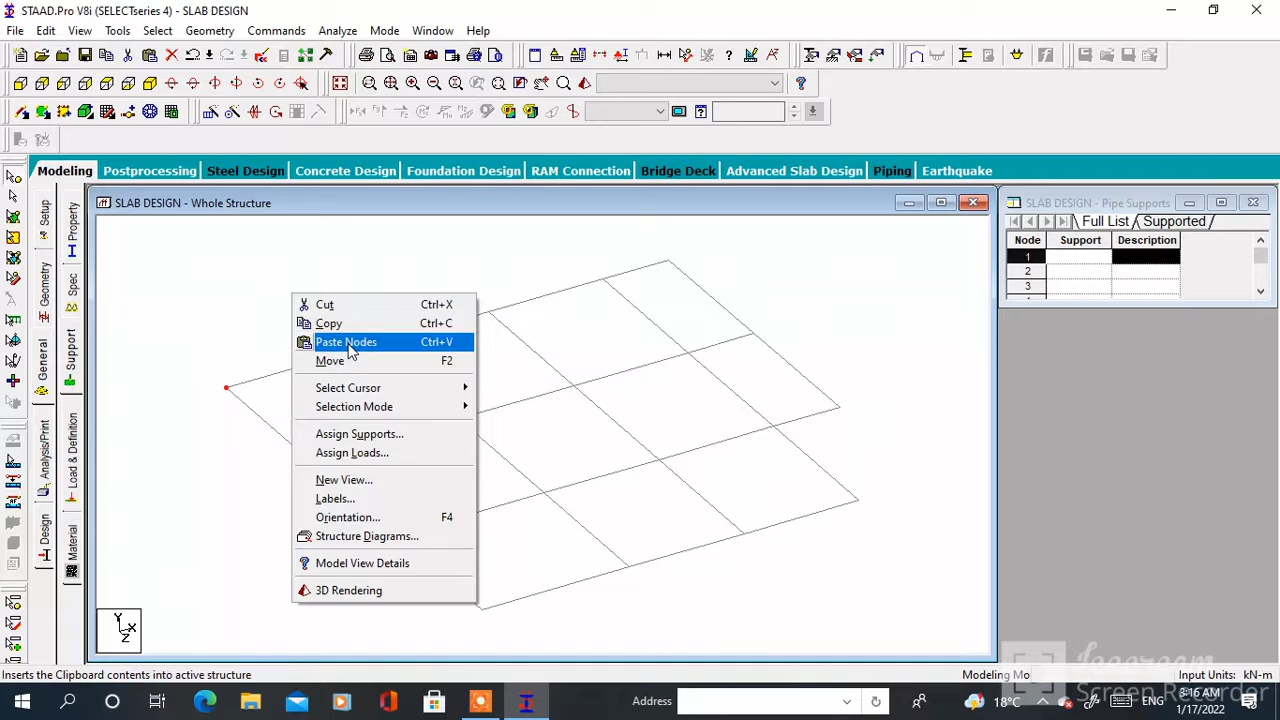 STAAD.Pro V8i (SELECTseries 4) - SLAB DESIGN
File Edit View Tools Select Geometry Commands Analyze Mode Window Help
Modeling Postprocessing Steel Design Concrete Design Foundation Design RAM Connection Bridge Deck Advanced Slab Design Piping Earthquake
Setup
Geometry
General
Analysis/Print
Design
Property
Spec
Support
Load & Definition
Material
SLAB DESIGN - Whole Structure
Cut Ctrl+X
Copy Ctrl+C
Paste Nodes Ctrl+V
Move F2
Select Cursor
Selection Mode
Assign Supports...
Assign Loads...
New View...
Labels...
Orientation... F4
Structure Diagrams...
Model View Details
3D Rendering
Y
X
Z
SLAB DESIGN - Pipe Supports
Full List Supported
Node Support Description
1
2
3
Icecream
Screen Recorder
Inserts the Clipboard contents into active structure
Modeling Mo
Input Units: kN-m
Address
18°C
ENG
3:16 AM
1/17/2022